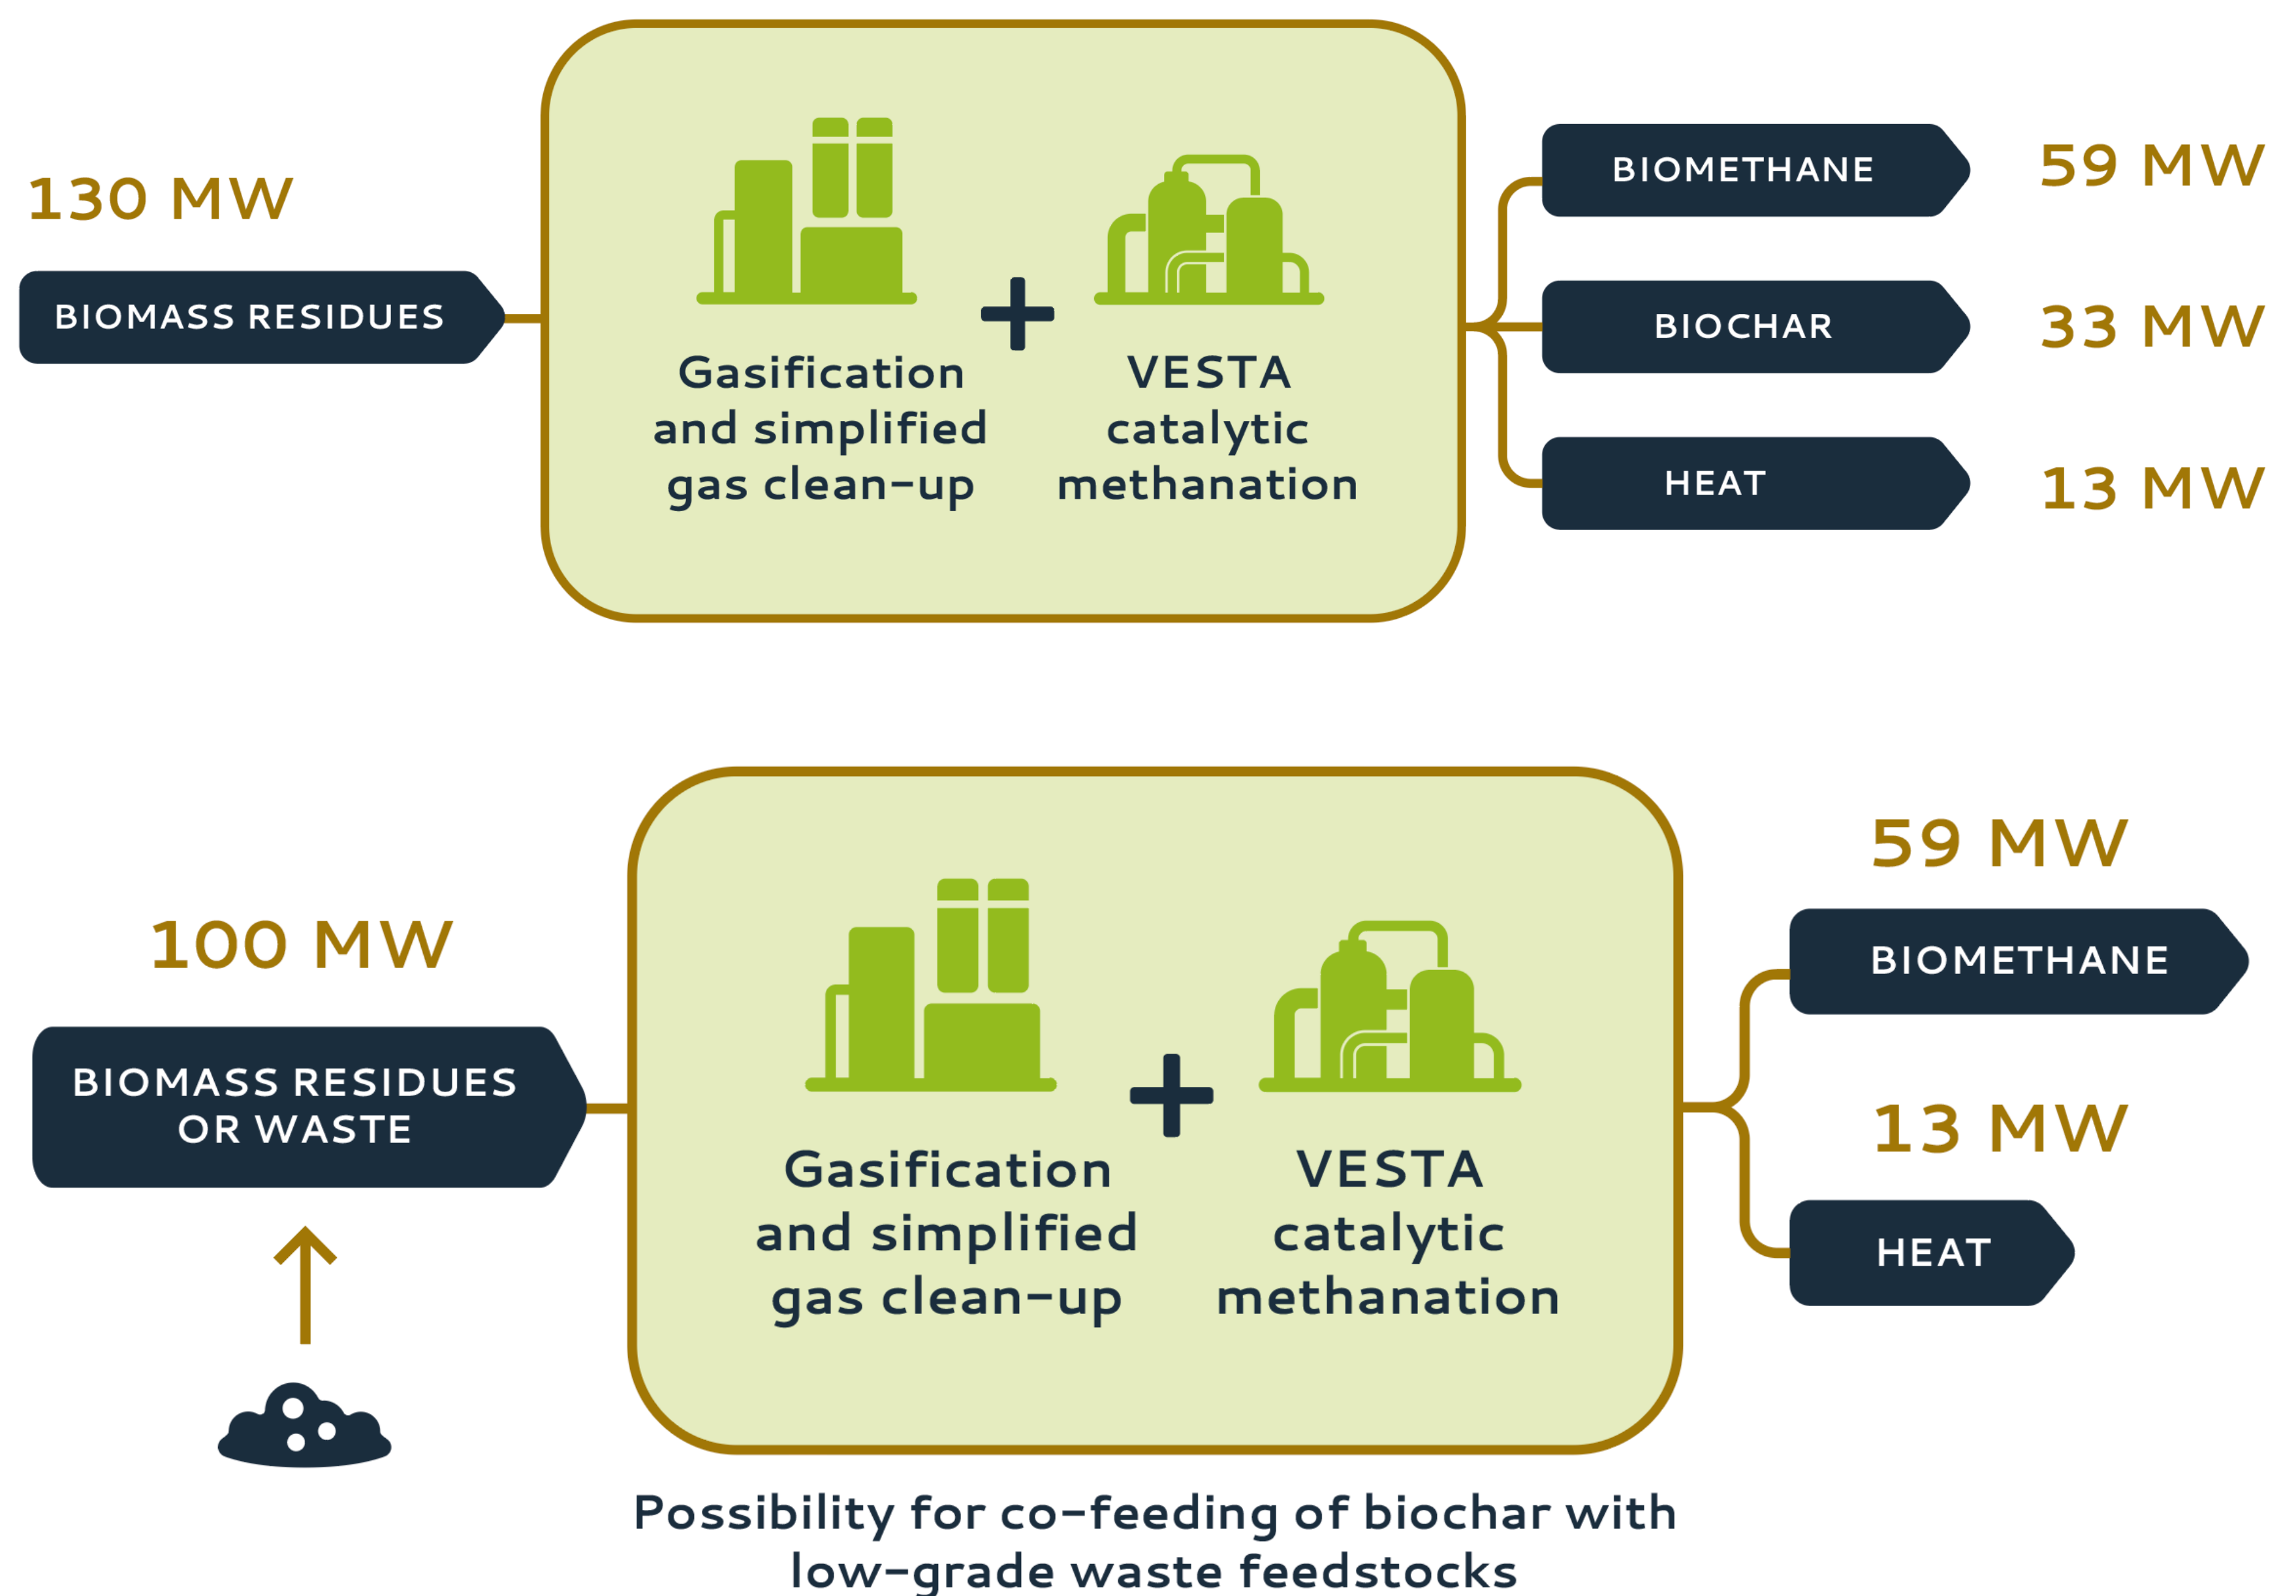 130 MW
BIOMASS RESIDUES
Gasification
and simplified
gas clean-up
VESTA
catalytic
methanation
BIOMETHANE
59 MW
BIOCHAR
33 MW
HEAT
13 MW
100 MW
BIOMASS RESIDUES
OR WASTE
Gasification
and simplified
gas clean-up
VESTA
catalytic
methanation
59 MW
BIOMETHANE
13 MW
HEAT
Possibility for co-feeding of biochar with
low-grade waste feedstocks